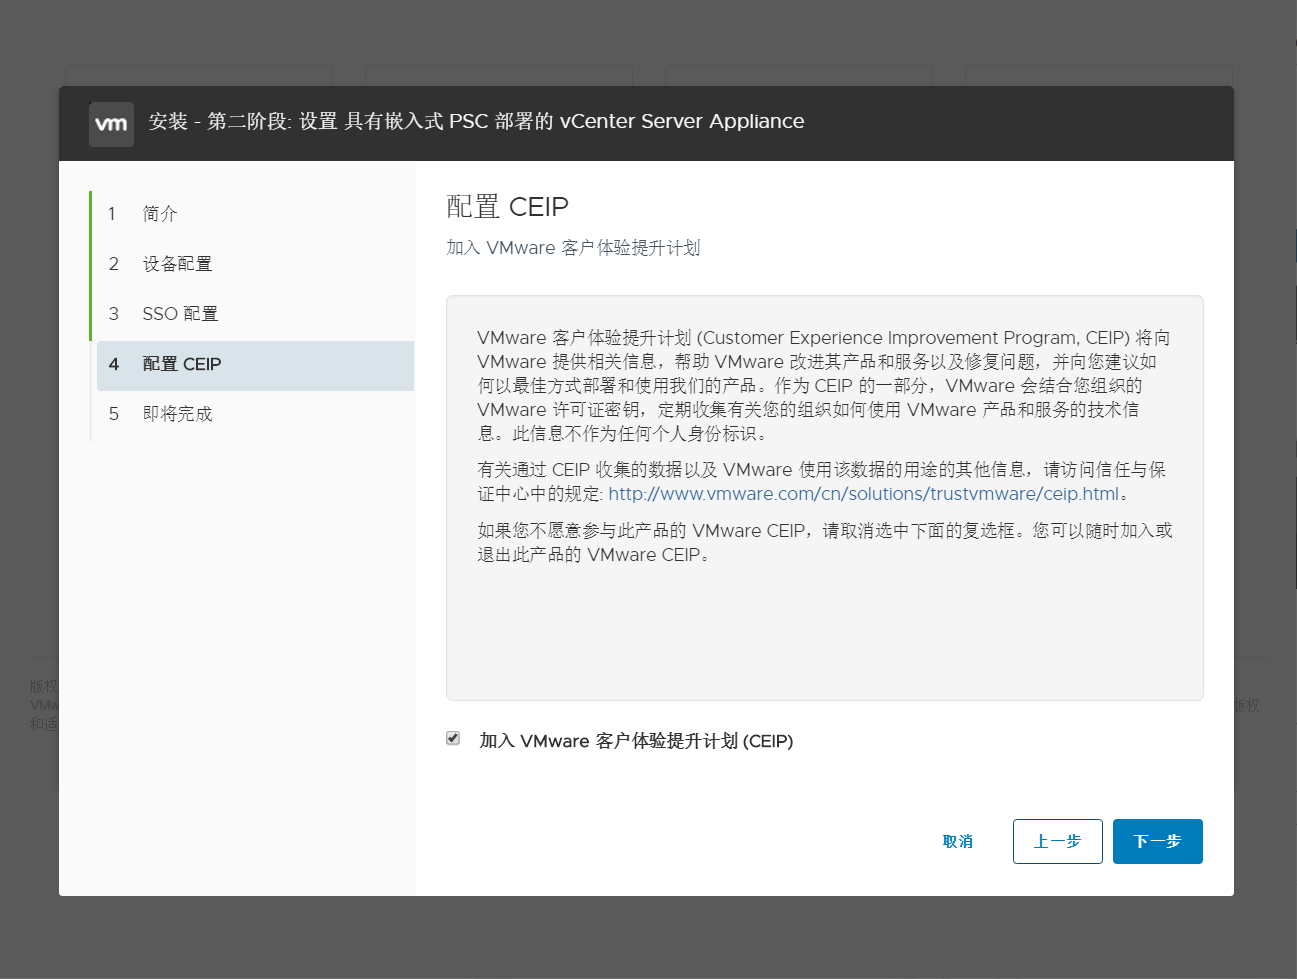 vm 安装 - 第二阶段: 设置 具有嵌入式 PSC 部署的 vCenter Server Appliance
1 简介
2 设备配置
3 SSO 配置
4 配置 CEIP
5 即将完成
配置 CEIP
加入 VMware 客户体验提升计划
VMware 客户体验提升计划 (Customer Experience Improvement Program, CEIP) 将向
VMware 提供相关信息，帮助 VMware 改进其产品和服务以及修复问题，并向您建议如
何以最佳方式部署和使用我们的产品。作为 CEIP 的一部分，VMware 会结合您组织的
VMware 许可证密钥，定期收集有关您的组织如何使用 VMware 产品和服务的技术信
息。此信息不作为任何个人身份标识。
有关通过 CEIP 收集的数据以及 VMware 使用该数据的用途的其他信息，请访问信任与保
证中心中的规定: http://www.vmware.com/cn/solutions/trustvmware/ceip.html。
如果您不愿意参与此产品的 VMware CEIP，请取消选中下面的复选框。您可以随时加入或
退出此产品的 VMware CEIP。
加入 VMware 客户体验提升计划 (CEIP)
取消 上一步 下一步
版权
VMw
和适
版权